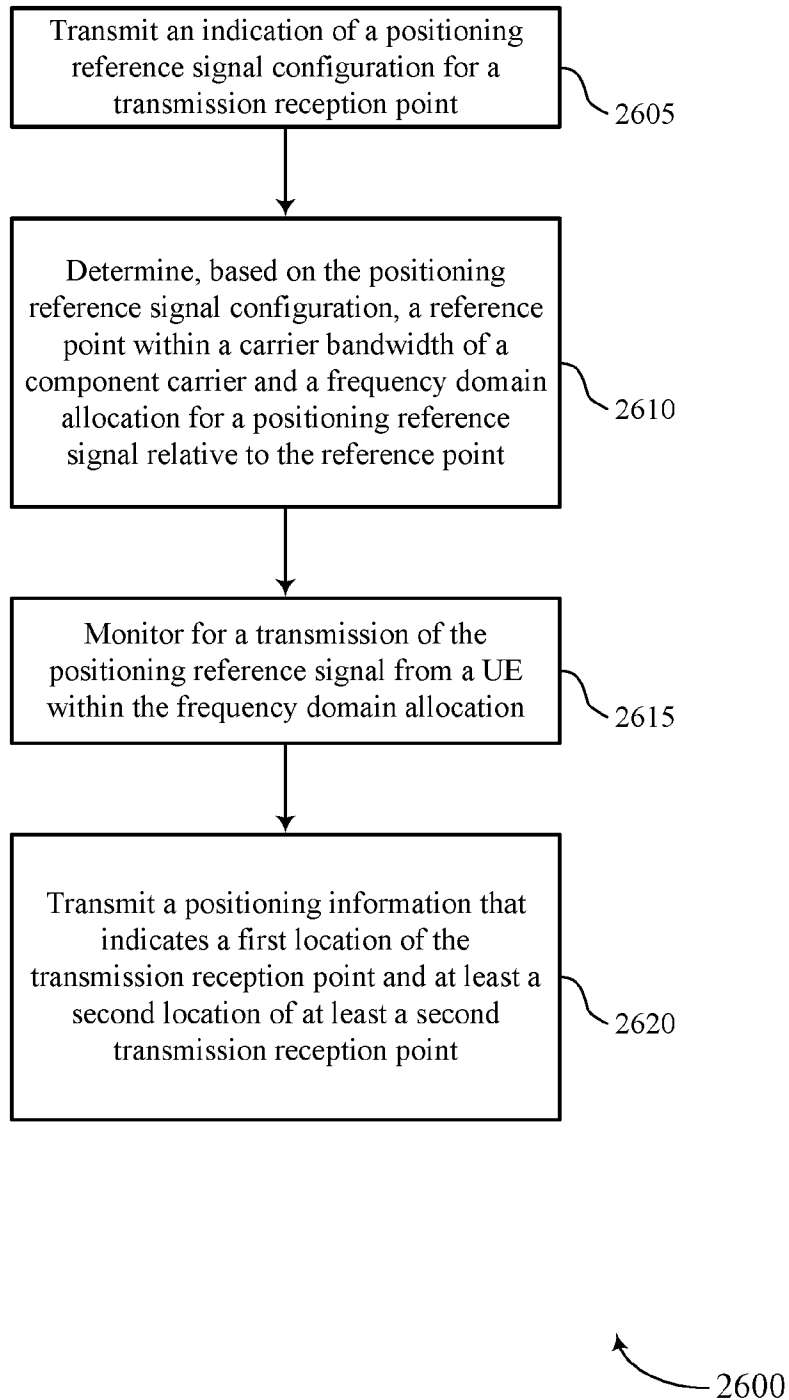 Transmit an indication of a positioning
reference signal configuration for a
transmission reception point
2605
Determine, based on the positioning
reference signal configuration, a reference
point within a carrier bandwidth of a
component carrier and a frequency domain
allocation for a positioning reference
signal relative to the reference point
2610
Monitor for a transmission of the
positioning reference signal from a UE
within the frequency domain allocation
2615
Transmit a positioning information that
indicates a first location of the
transmission reception point and at least a
second location of at least a second
transmission reception point
2620
2600